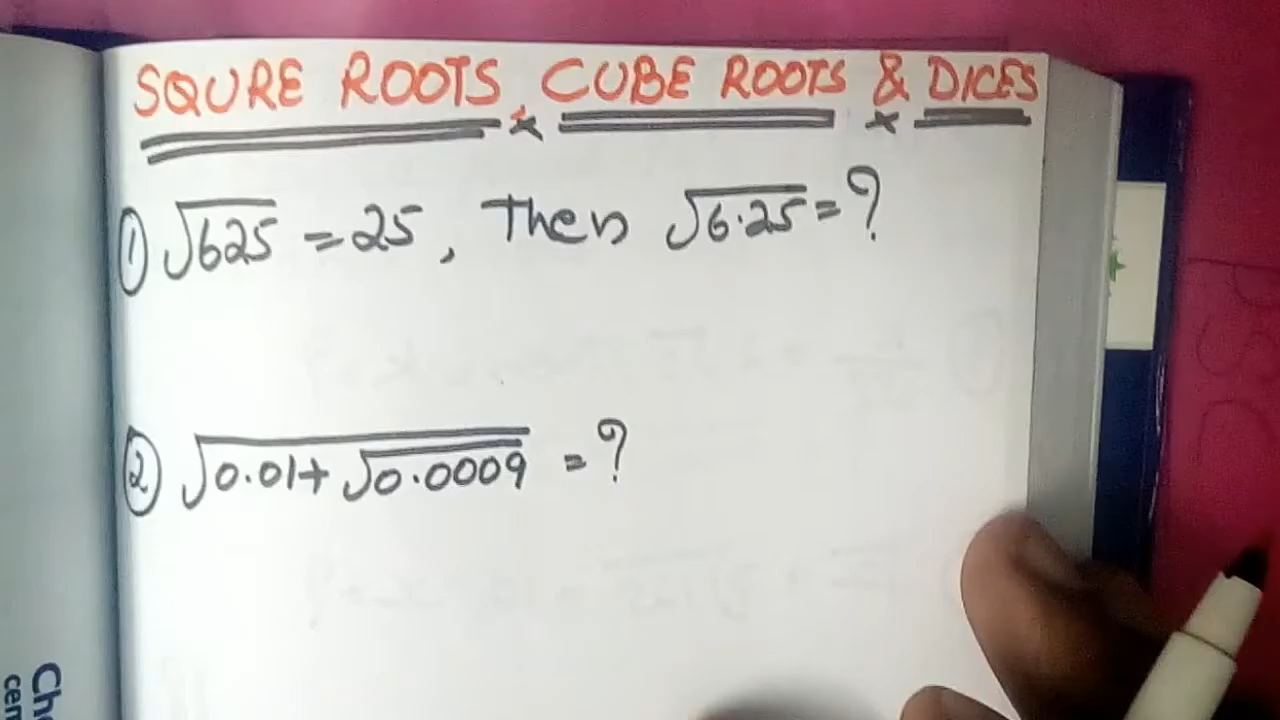 SQURE ROOTS, CUBE ROOTS & DICES
① √625 = 25, Then √6.25 = ?
② √(0.01+√0.0009) = ?